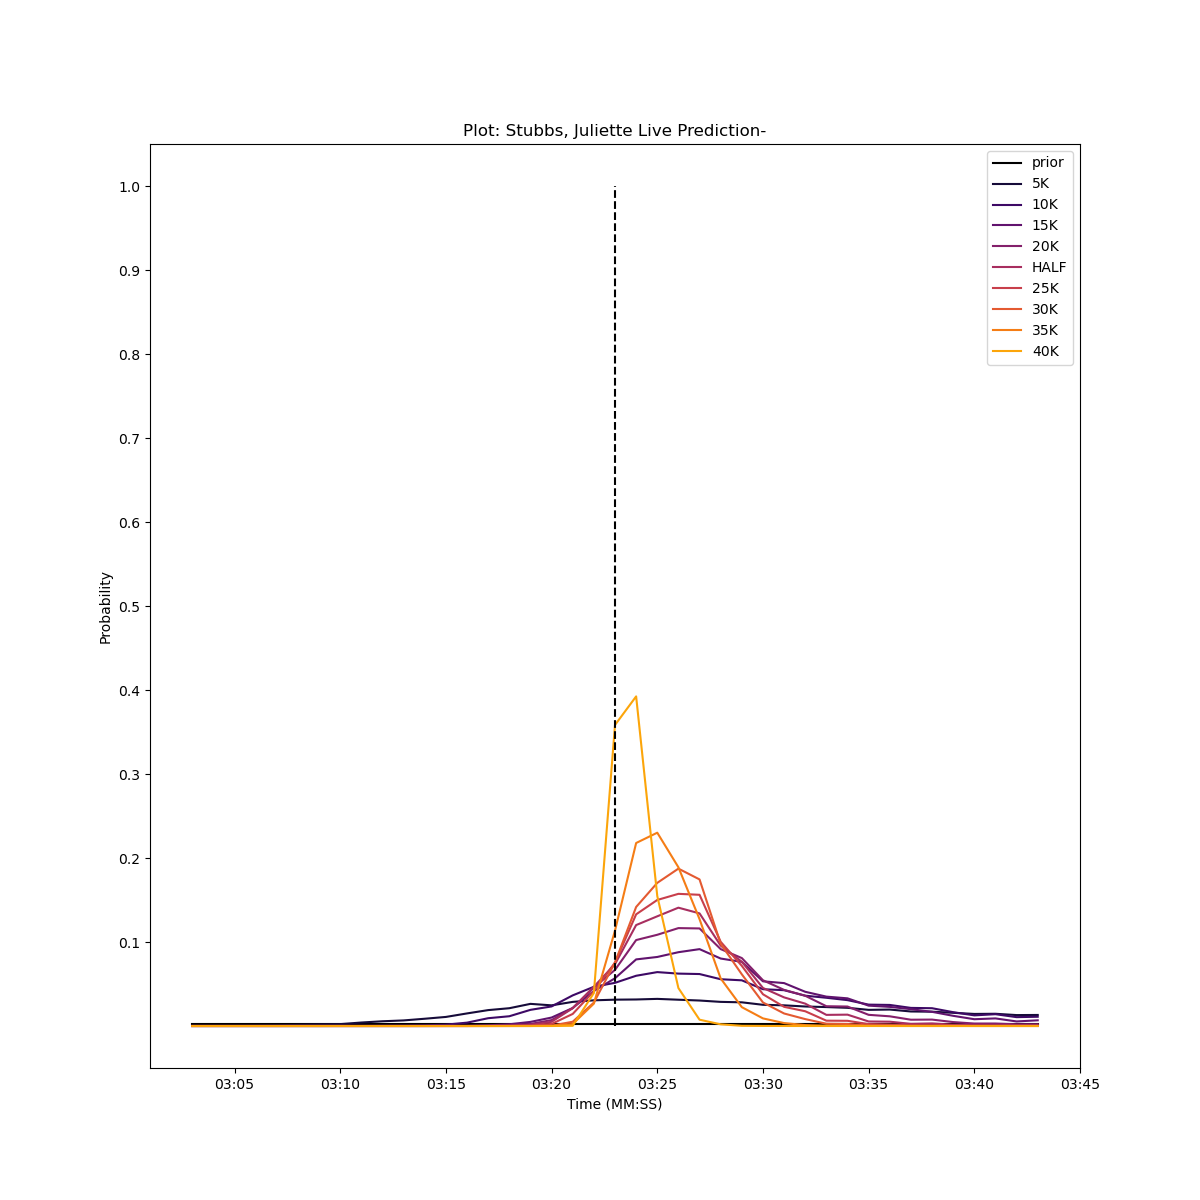 Plot: Stubbs, Juliette Live Prediction-
prior
5K
10K
15K
20K
HALF
25K
30K
35K
40K
1.0
0.9
0.8
0.7
0.6
0.5
0.4
0.3
0.2
0.1
Probability
03:05 03:10 03:15 03:20 03:25 03:30 03:35 03:40 03:45
Time (MM:SS)